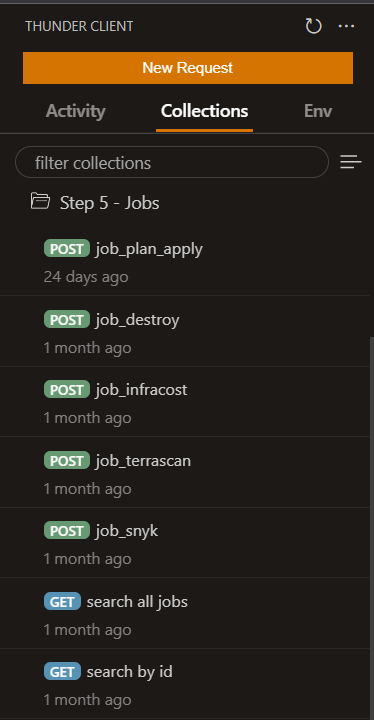 THUNDER CLIENT
New Request
Activity Collections Env
filter collections
Step 5 - Jobs
POST job_plan_apply
24 days ago
POST job_destroy
1 month ago
POST job_infracost
1 month ago
POST job_terrascan
1 month ago
POST job_snyk
1 month ago
GET search all jobs
1 month ago
GET search by id
1 month ago